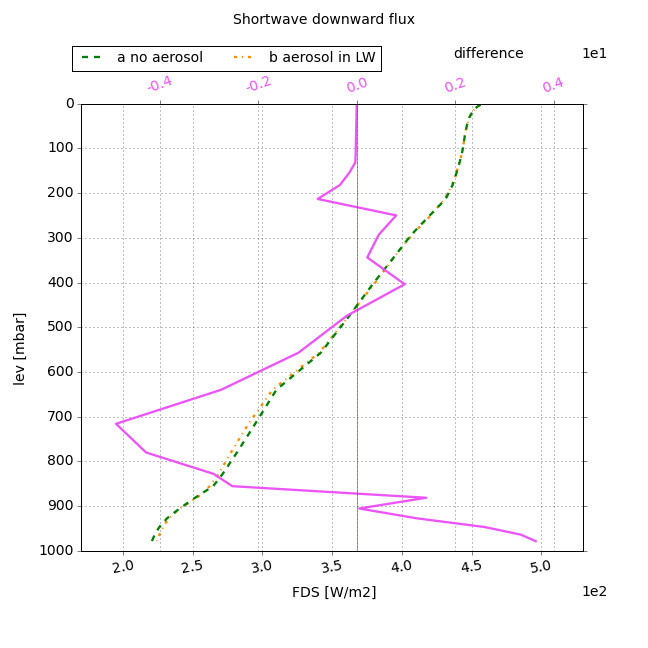 Shortwave downward flux
a no aerosol b aerosol in LW difference 1e1
-0.4 -0.2 0.0 0.2 0.4
0
100
200
300
400
500
600
700
800
900
1000
lev [mbar]
2.0 2.5 3.0 3.5 4.0 4.5 5.0
FDS [W/m2] 1e2